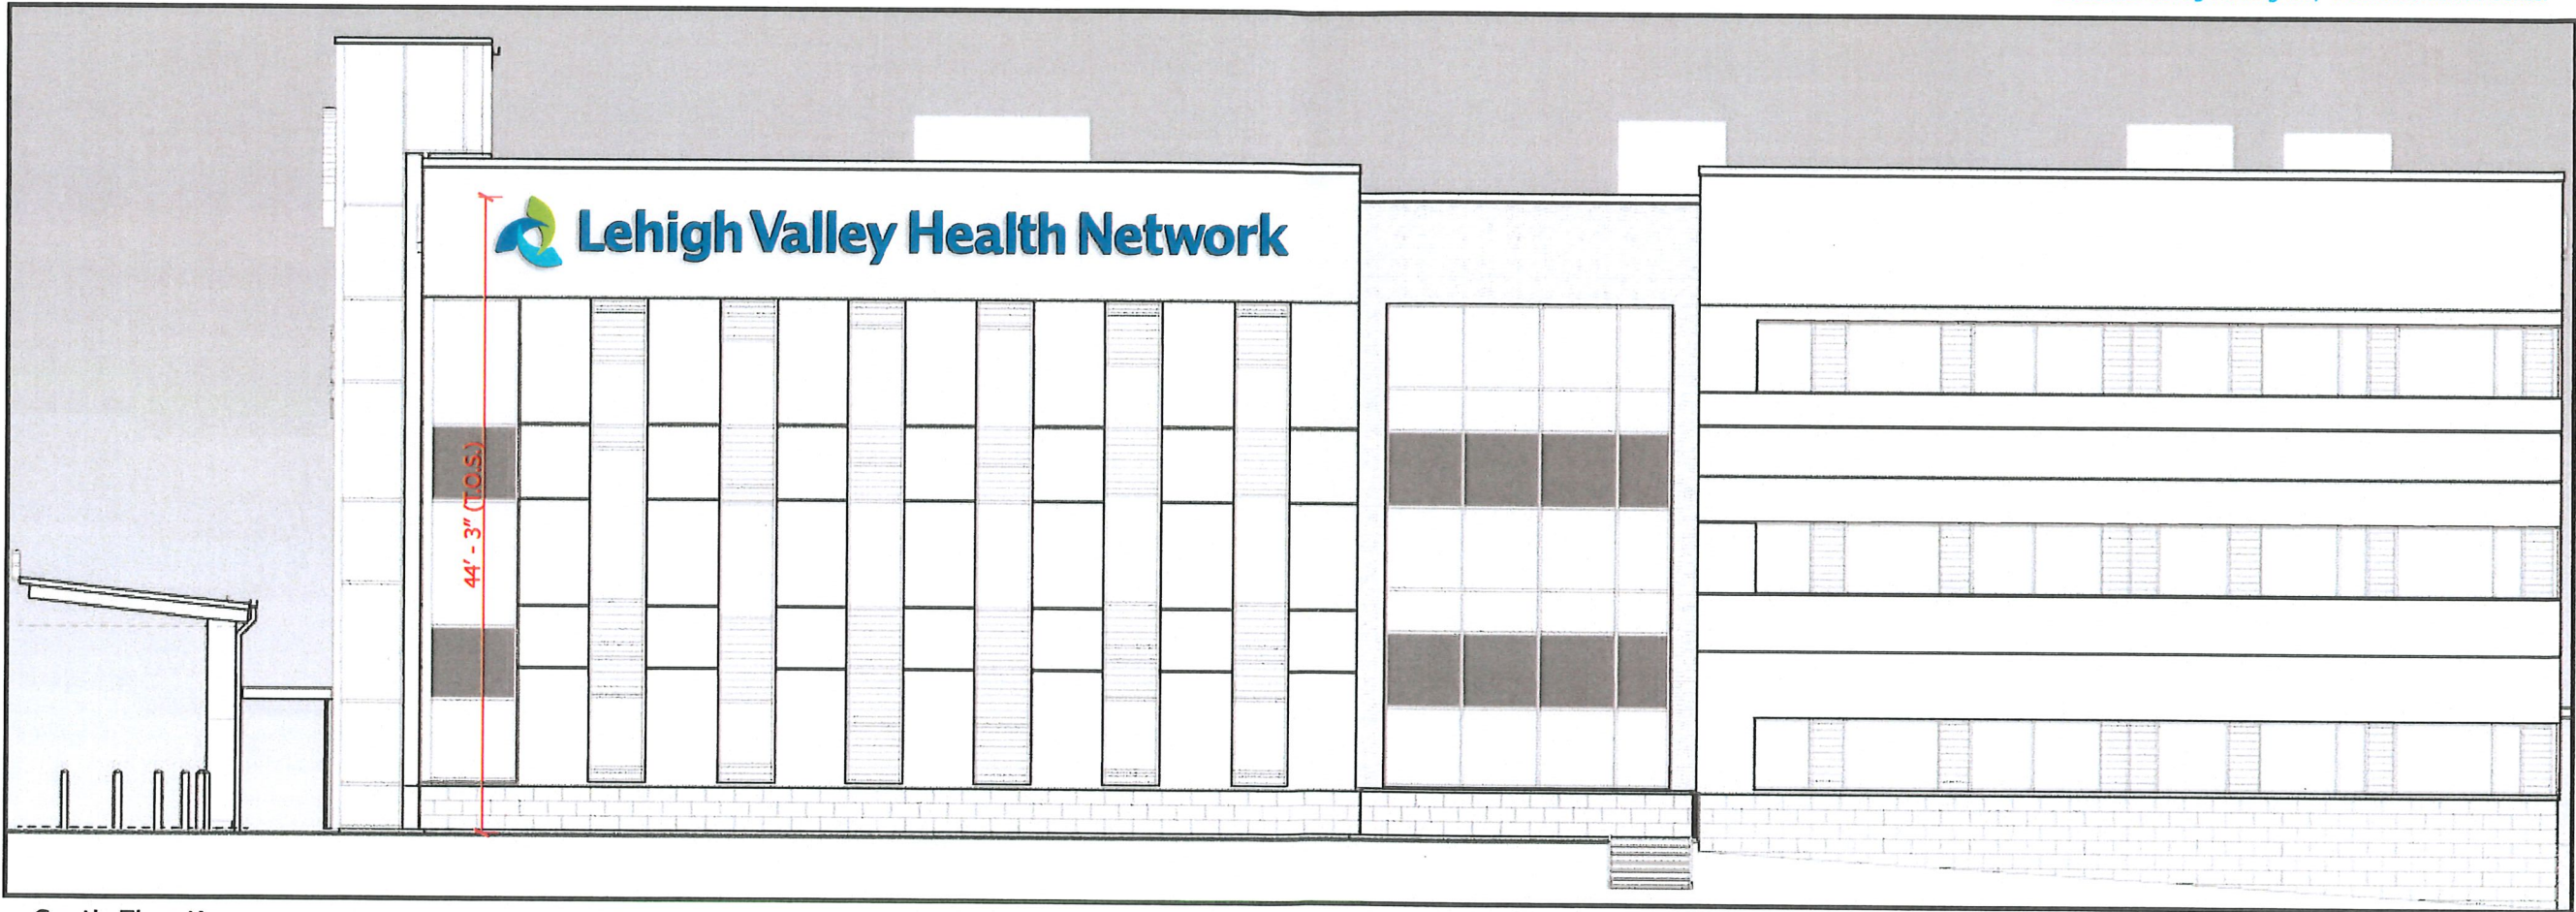 Lehigh Valley Health Network
44' - 3" (T.O.S.)